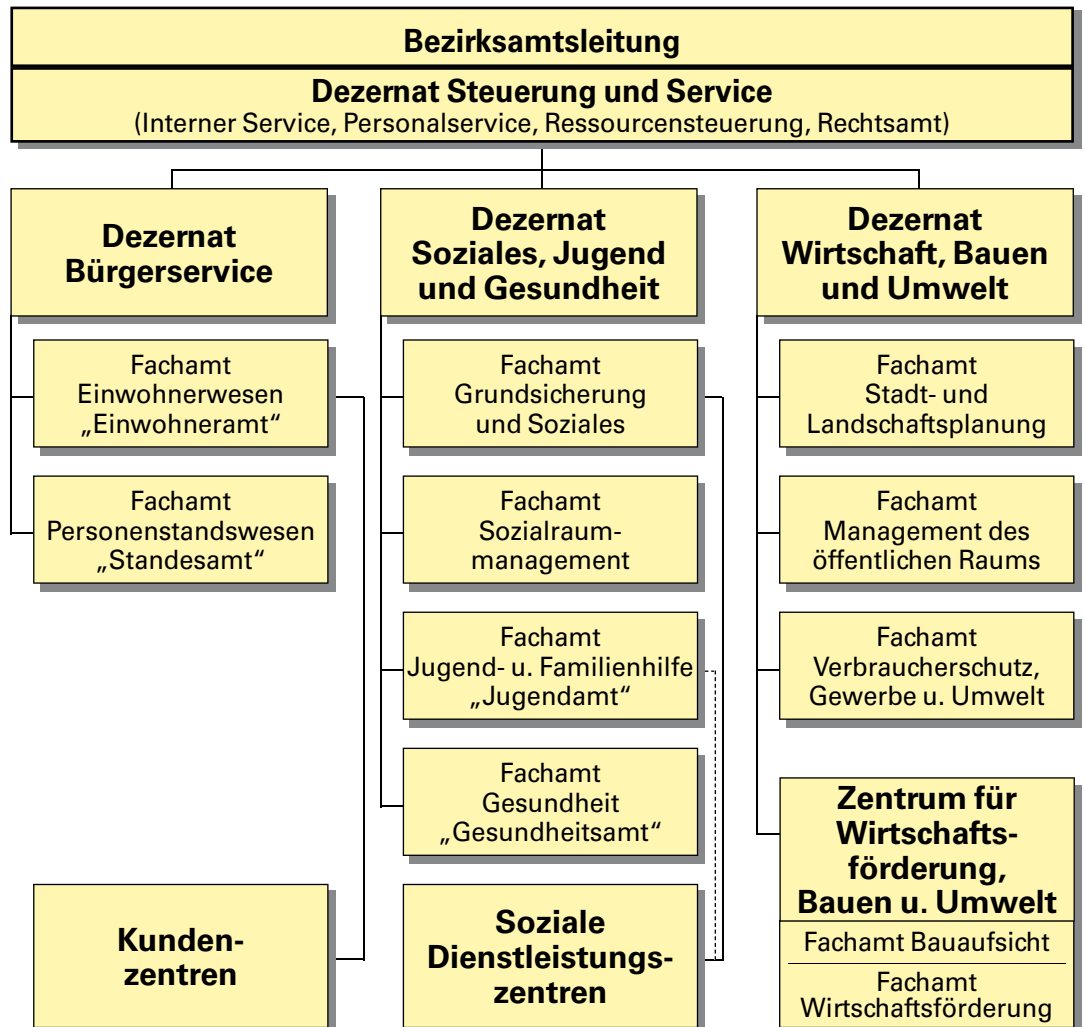 Bezirksamtsleitung
Dezernat Steuerung und Service
(Interner Service, Personalservice, Ressourcensteuerung, Rechtsamt)
Dezernat
Bürgerservice
Fachamt
Einwohnerwesen
„Einwohneramt“
Fachamt
Personenstandswesen
„Standesamt“
Kunden-
zentren
Dezernat
Soziales, Jugend
und Gesundheit
Fachamt
Grundsicherung
und Soziales
Fachamt
Sozialraum-
management
Fachamt
Jugend- u. Familienhilfe
„Jugendamt“
Fachamt
Gesundheit
„Gesundheitsamt“
Soziale
Dienstleistungs-
zentren
Dezernat
Wirtschaft, Bauen
und Umwelt
Fachamt
Stadt- und
Landschaftsplanung
Fachamt
Management des
öffentlichen Raums
Fachamt
Verbraucherschutz,
Gewerbe u. Umwelt
Zentrum für
Wirtschafts-
förderung,
Bauen u. Umwelt
Fachamt Bauaufsicht
Fachamt
Wirtschaftsförderung